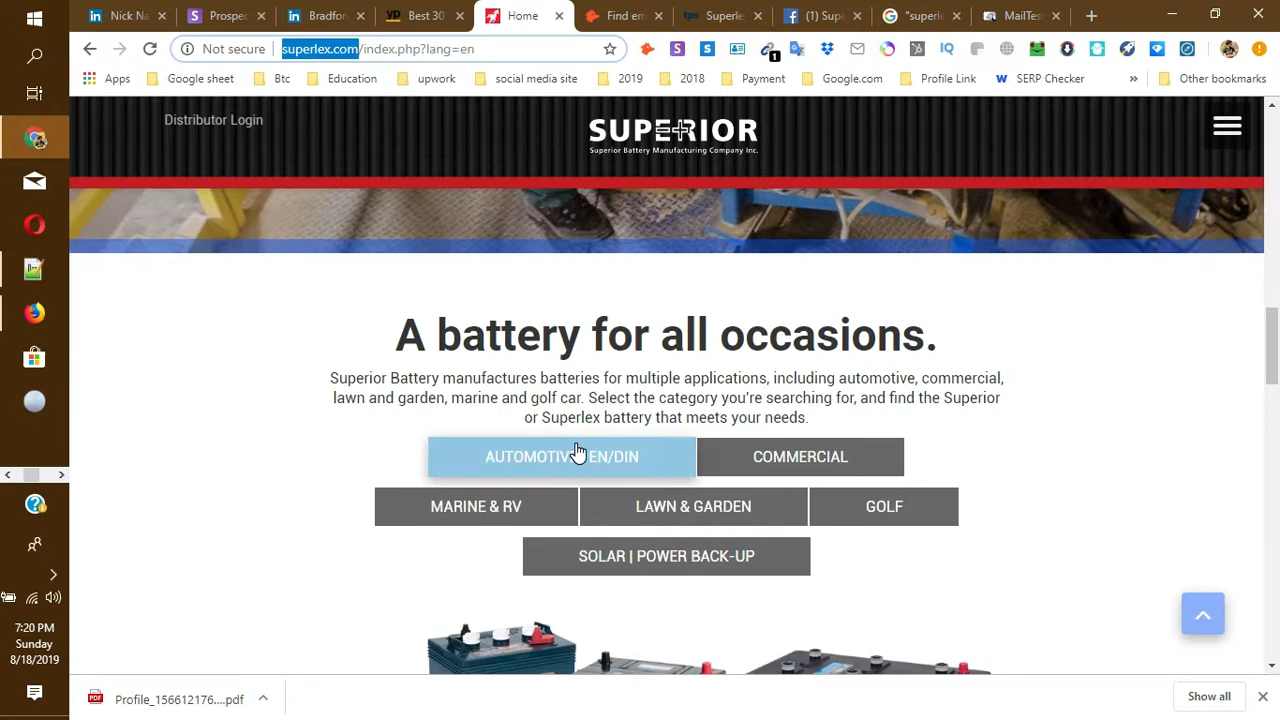 Nick Na
Prospec
Bradfor
Best 30
Home
Find em
Superle
(1) Sup
"superle
MailTes
Not secure
superlex.com/index.php?lang=en
1
Apps
Google sheet
Btc
Education
upwork
social media site
2019
2018
Payment
Google.com
Profile Link
SERP Checker
Other bookmarks
Distributor Login
SUPERIOR
Superior Battery Manufacturing Company Inc.
A battery for all occasions.
Superior Battery manufactures batteries for multiple applications, including automotive, commercial,
lawn and garden, marine and golf car. Select the category you're searching for, and find the Superior
or Superlex battery that meets your needs.
EN/DIN
COMMERCIAL
MARINE & RV
LAWN & GARDEN
GOLF
SOLAR | POWER BACK-UP
7:20 PM
Sunday
8/18/2019
Profile_156612176....pdf
Show all